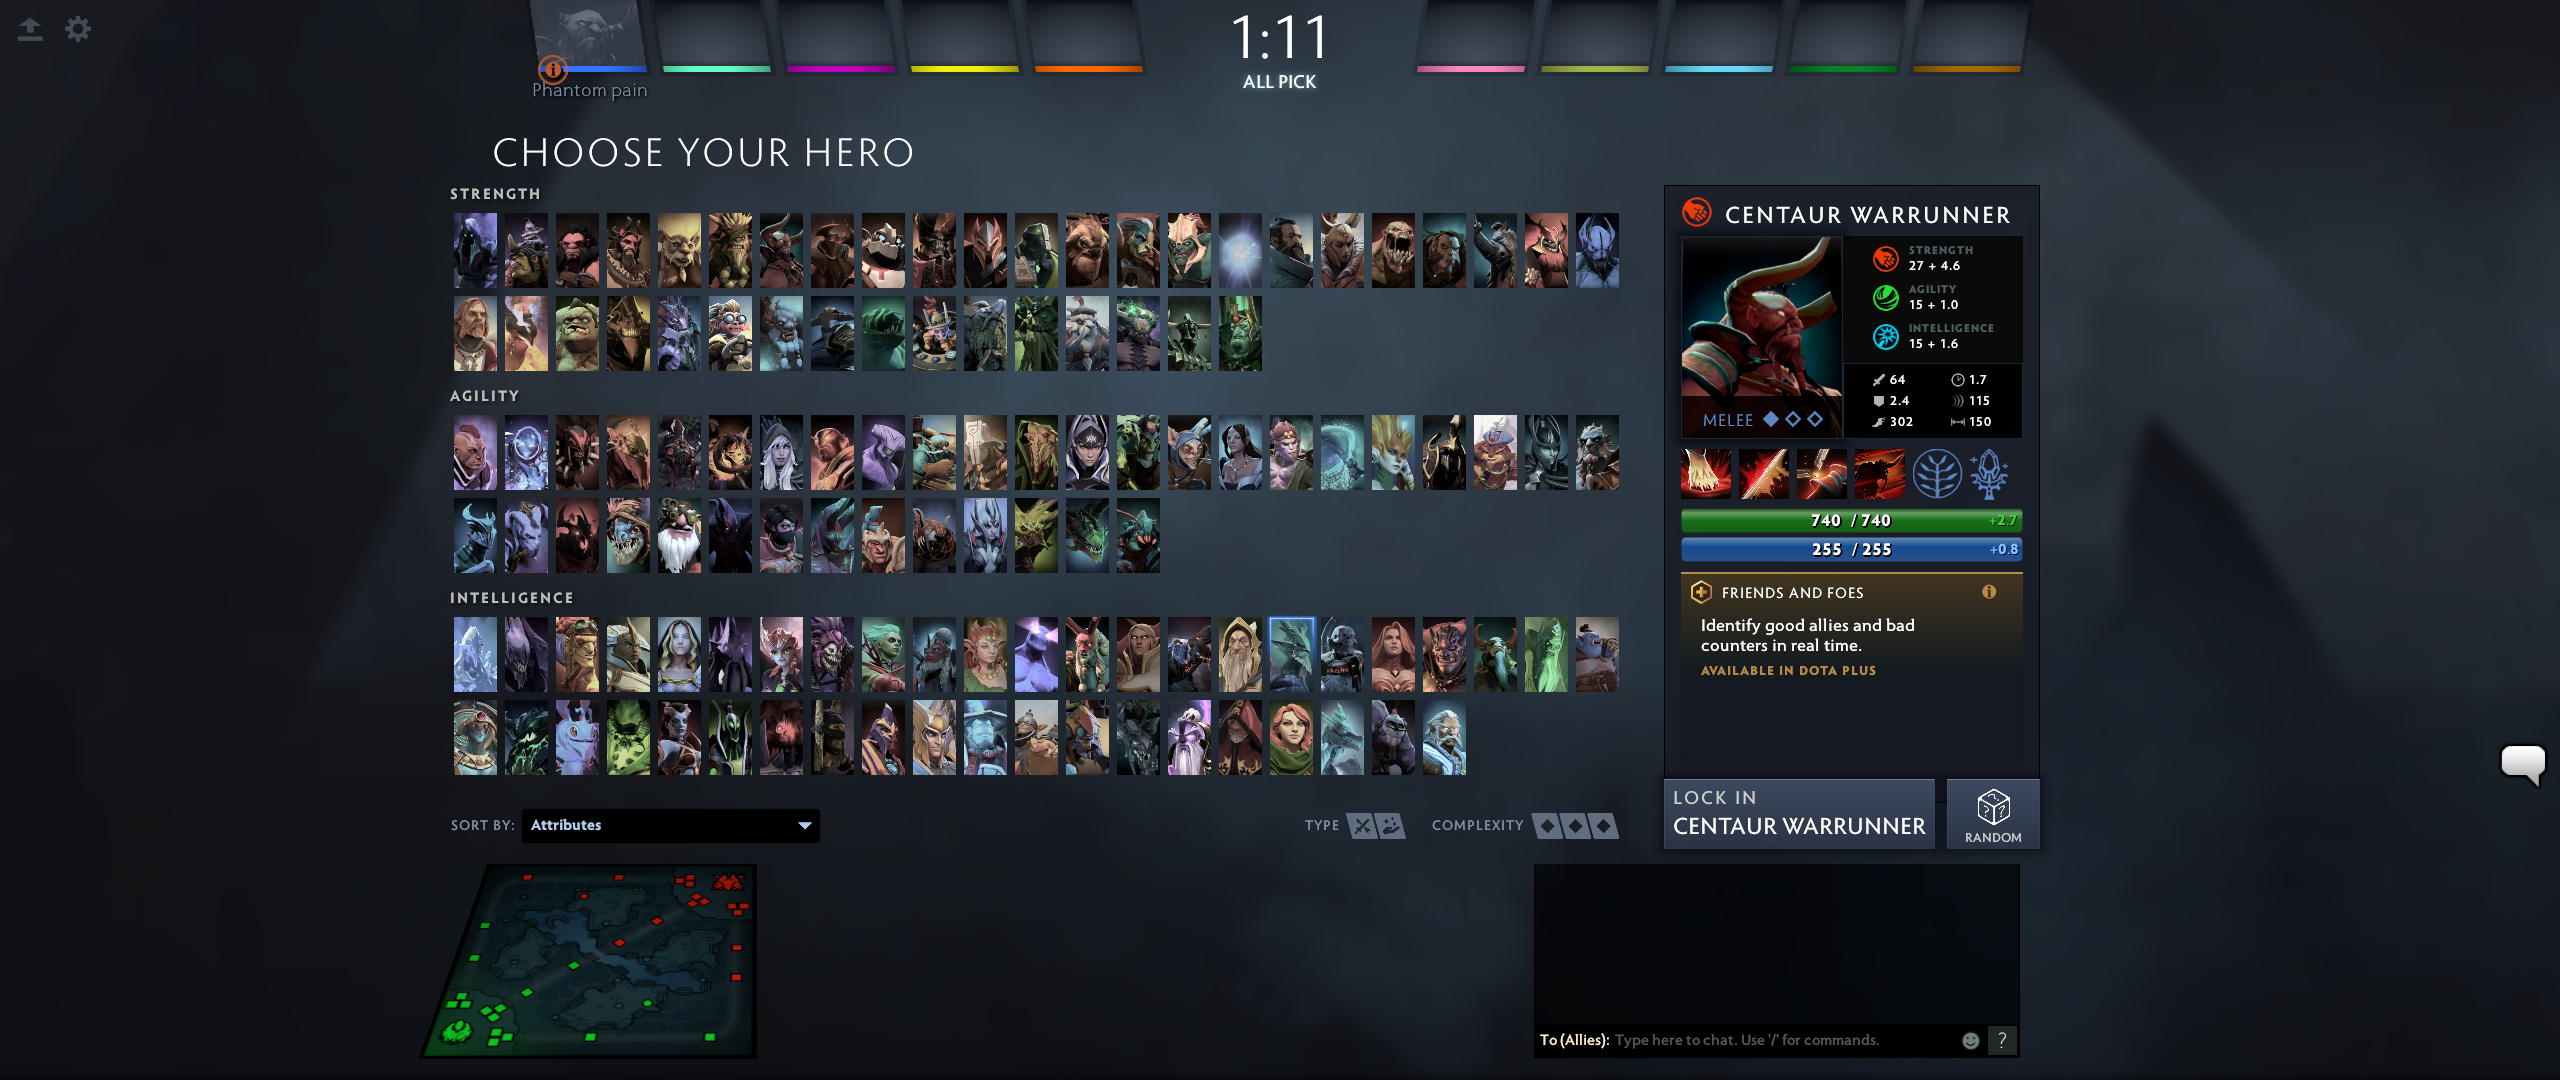 1:11
ALL PICK
Phantom pain
CHOOSE YOUR HERO
STRENGTH
AGILITY
INTELLIGENCE
CENTAUR WARRUNNER
STRENGTH
27 + 4.6
AGILITY
15 + 1.0
INTELLIGENCE
15 + 1.6
64 1.7
2.4 115
302 150
MELEE
740 / 740 +2.7
255 / 255 +0.8
FRIENDS AND FOES
Identify good allies and bad
counters in real time.
AVAILABLE IN DOTA PLUS
LOCK IN
CENTAUR WARRUNNER
RANDOM
SORT BY: Attributes
TYPE
COMPLEXITY
To (Allies): Type here to chat. Use '/' for commands. ?